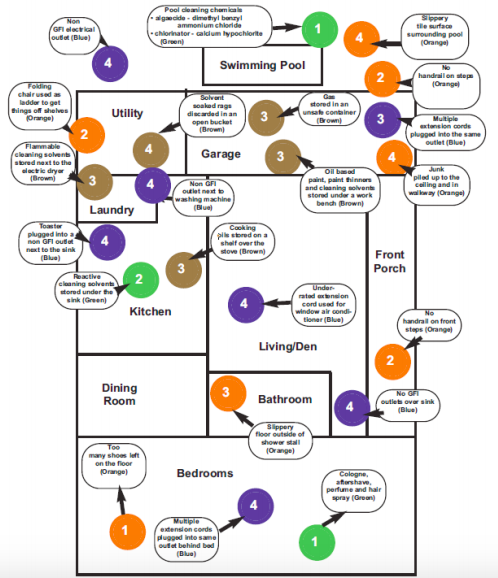 Non
GFI electrical
outlet (Blue)
4
Pool cleaning chemicals
• algaecide - dimethyl benzyl
ammonium chloride
• chlorinator - calcium hypochlorite
(Green)
1
4
Slippery
tile surface
surrounding pool
(Orange)
Swimming Pool
2
No
handrail on steps
(Orange)
Folding
chair used as
ladder to get
things off shelves
(Orange)
2
Utility
4
Solvent
soaked rags
discarded in an
open bucket
(Brown)
3
Gas
stored in an
unsafe container
(Brown)
3
Multiple
extension cords
plugged into the same
outlet (Blue)
Garage
3
4
Flammable
cleaning solvents
stored next to the
electric dryer
(Brown)
3
4
Non GFI
outlet next to
washing machine
(Blue)
Oil based
paint, paint thinners
and cleaning solvents
stored under a work
bench (Brown)
Junk
piled up to the
ceiling and in
walkway (Orange)
Laundry
Toaster
plugged into a
non GFI outlet
next to the sink
(Blue)
4
Cooking
oils stored on a
shelf over the
stove (Brown)
3
Front
Porch
Reactive
cleaning solvents
stored under the
sink (Green)
2
Kitchen
4
Under-
rated extension
cord used for
window air condi-
tioner (Blue)
No
handrail on front
steps (Orange)
Living/Den
2
Dining
Room
3
Bathroom
4
No GFI
outlets over sink
(Blue)
Slippery
floor outside of
shower stall
(Orange)
Too
many shoes left
on the floor
(Orange)
Bedrooms
Cologne,
aftershave,
perfume and hair
spray (Green)
1
Multiple
extension cords
plugged into same
outlet behind bed
(Blue)
4
1